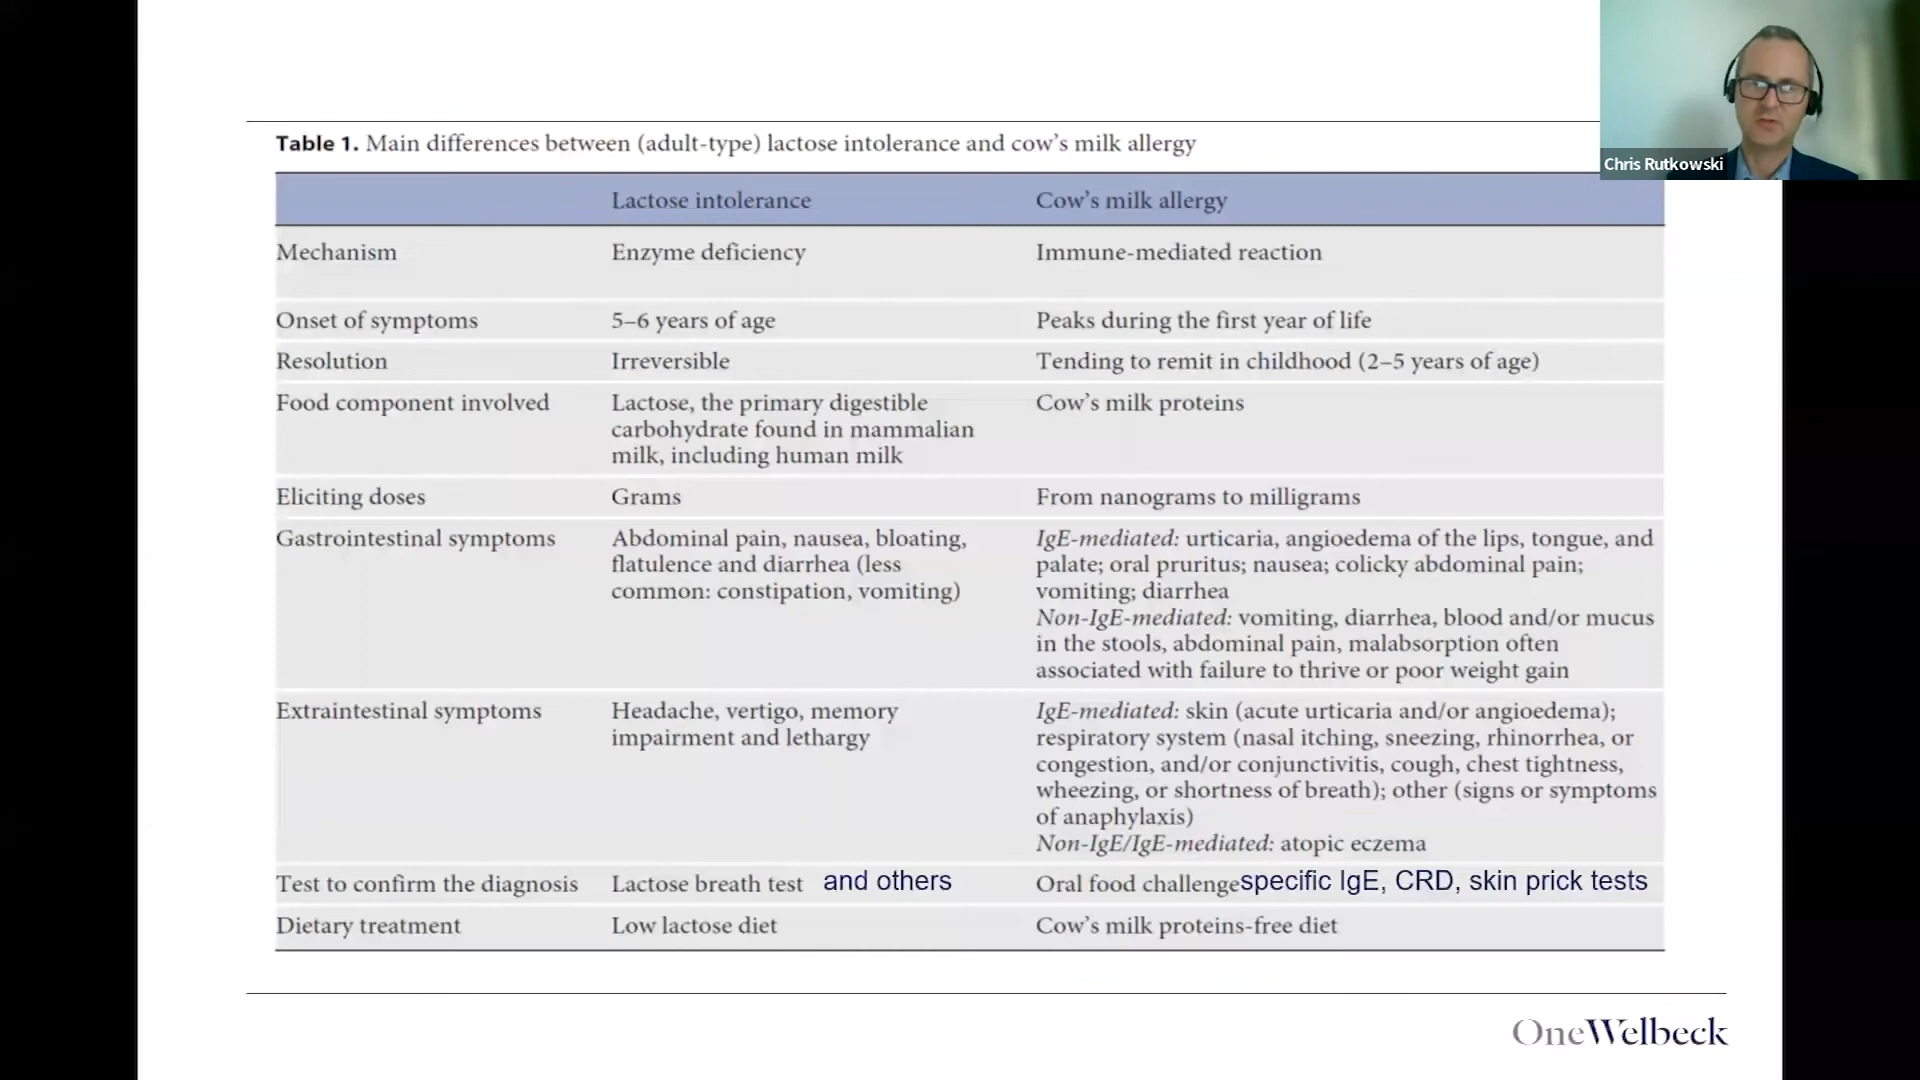 Chris Rutkowski
Table 1. Main differences between (adult-type) lactose intolerance and cow's milk allergy
Lactose intolerance
Cow's milk allergy
Mechanism
Enzyme deficiency
Immune-mediated reaction
Onset of symptoms
5–6 years of age
Peaks during the first year of life
Resolution
Irreversible
Tending to remit in childhood (2–5 years of age)
Food component involved
Lactose, the primary digestible
carbohydrate found in mammalian
milk, including human milk
Cow's milk proteins
Eliciting doses
Grams
From nanograms to milligrams
Gastrointestinal symptoms
Abdominal pain, nausea, bloating,
flatulence and diarrhea (less
common: constipation, vomiting)
IgE-mediated: urticaria, angioedema of the lips, tongue, and
palate; oral pruritus; nausea; colicky abdominal pain;
vomiting; diarrhea
Non-IgE-mediated: vomiting, diarrhea, blood and/or mucus
in the stools, abdominal pain, malabsorption often
associated with failure to thrive or poor weight gain
Extraintestinal symptoms
Headache, vertigo, memory
impairment and lethargy
IgE-mediated: skin (acute urticaria and/or angioedema);
respiratory system (nasal itching, sneezing, rhinorrhea, or
congestion, and/or conjunctivitis, cough, chest tightness,
wheezing, or shortness of breath); other (signs or symptoms
of anaphylaxis)
Non-IgE/IgE-mediated: atopic eczema
Test to confirm the diagnosis
Lactose breath test and others
Oral food challenge specific IgE, CRD, skin prick tests
Dietary treatment
Low lactose diet
Cow's milk proteins-free diet
OneWelbeck